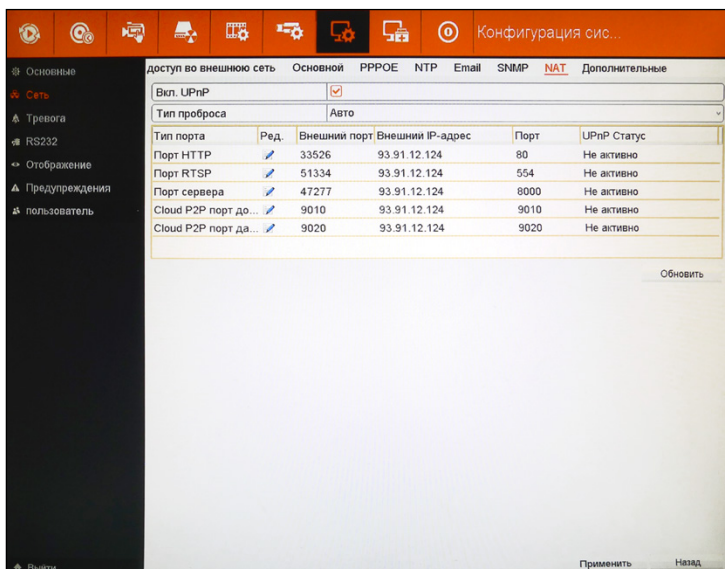 Конфигурация сис...
Основные
Сеть
Тревога
RS232
Отображение
Предупреждения
пользователь
Выйти
доступ во внешнюю сеть Основной PPPOE NTP Email SNMP NAT Дополнительные
Вкл. UPnP
Тип проброса Авто
Тип порта Ред. Внешний порт Внешний IP-адрес Порт UPnP Статус
Порт HTTP 33526 93.91.12.124 80 Не активно
Порт RTSP 51334 93.91.12.124 554 Не активно
Порт сервера 47277 93.91.12.124 8000 Не активно
Cloud P2P порт до... 9010 93.91.12.124 9010 Не активно
Cloud P2P порт да... 9020 93.91.12.124 9020 Не активно
Обновить
Применить Назад